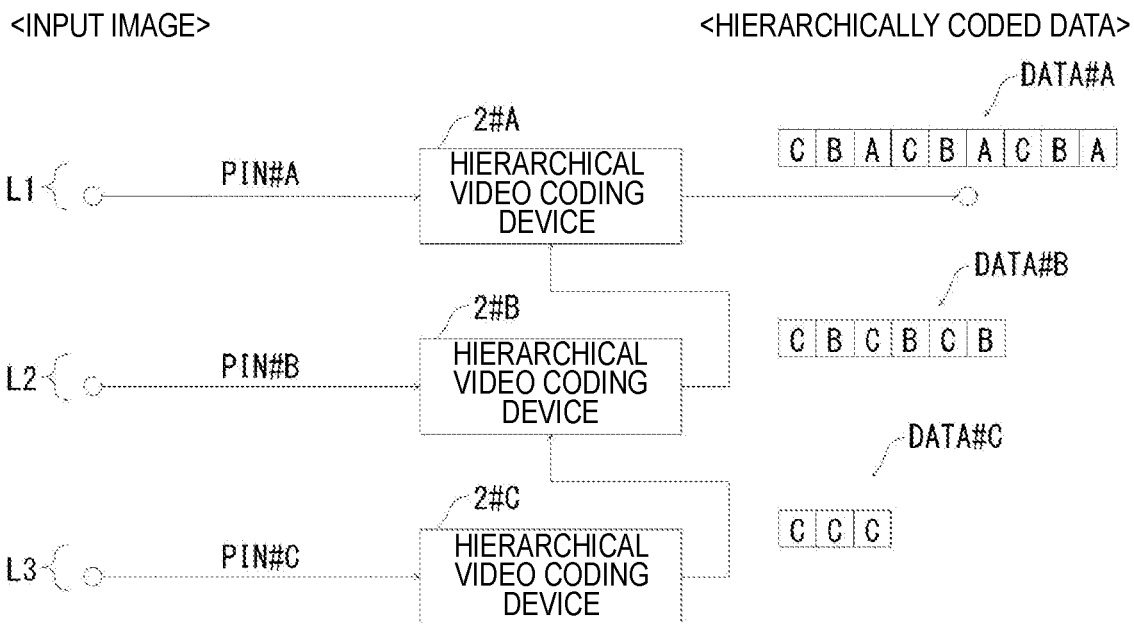 <INPUT IMAGE>
<HIERARCHICALLY CODED DATA>
DATA#A
2#A
C B A C B A C B A
HIERARCHICAL
VIDEO CODING
DEVICE
L1
PIN#A
DATA#B
2#B
C B C B C B
HIERARCHICAL
VIDEO CODING
DEVICE
L2
PIN#B
DATA#C
2#C
C C C
HIERARCHICAL
VIDEO CODING
DEVICE
L3
PIN#C